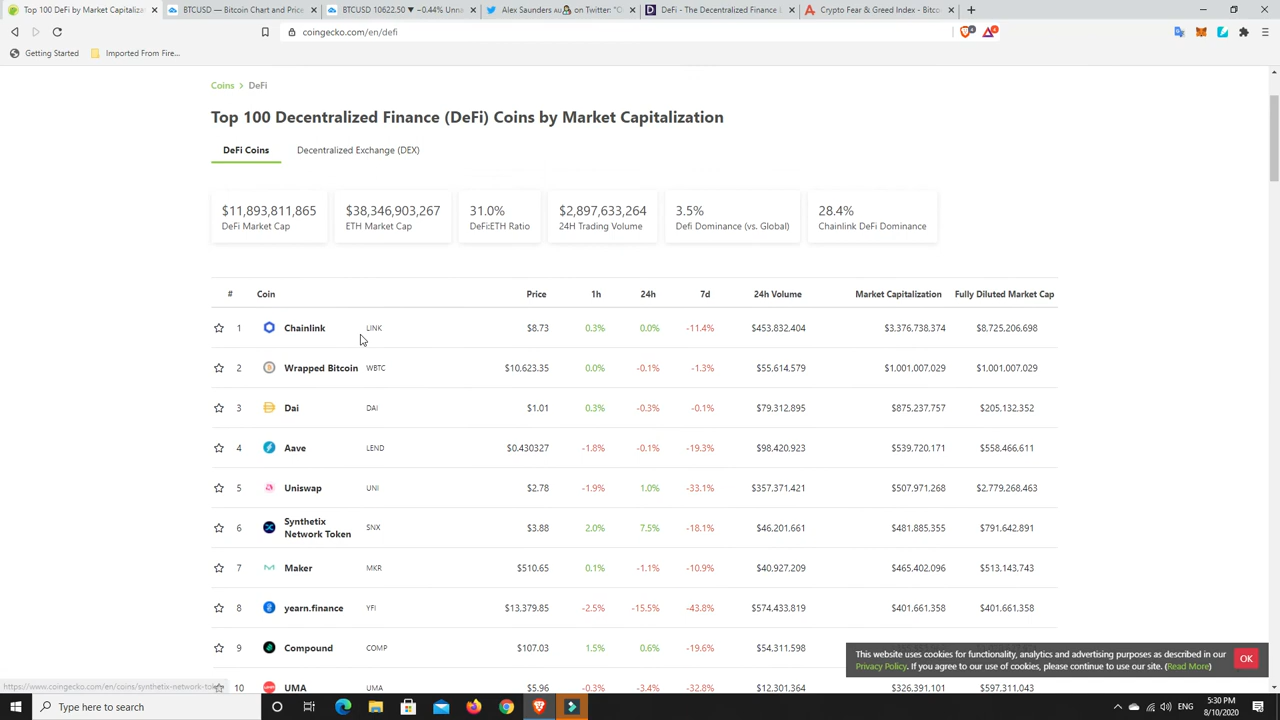 Top 100 DeFi by Market Capitalizati
BTCUSD — Bitcoin Chart and Price
BTCUSD 10622.50 ▼ −0.44% Unna
Alex Saunders
on Twitter: "
DeFi - The Decentralized Finance L
Crypto Fear & Greed Index - Bitcoi
coingecko.com/en/defi
Getting Started
Imported From Fire...
Coins > DeFi
Top 100 Decentralized Finance (DeFi) Coins by Market Capitalization
DeFi Coins
Decentralized Exchange (DEX)
$11,893,811,865 $38,346,903,267 31.0% $2,897,633,264 3.5% 28.4%
DeFi Market Cap ETH Market Cap DeFi:ETH Ratio 24H Trading Volume Defi Dominance (vs. Global) Chainlink DeFi Dominance
# Coin Price 1h 24h 7d 24h Volume Market Capitalization Fully Diluted Market Cap
1 Chainlink LINK $8.73 0.3% 0.0% -11.4% $453,832,404 $3,376,738,374 $8,725,206,698
2 Wrapped Bitcoin WBTC $10,623.35 0.0% -0.1% -1.3% $55,614,579 $1,001,007,029 $1,001,007,029
3 Dai DAI $1.01 0.3% -0.3% -0.1% $79,312,895 $875,237,757 $205,132,352
4 Aave LEND $0.430327 -1.8% -0.1% -19.3% $98,420,923 $539,720,171 $558,466,611
5 Uniswap UNI $2.78 -1.9% 1.0% -33.1% $357,371,421 $507,971,268 $2,779,268,463
6 Synthetix Network Token SNX $3.88 2.0% 7.5% -18.1% $46,201,661 $481,885,355 $791,642,891
7 Maker MKR $510.65 0.1% -1.1% -10.9% $40,927,209 $465,402,096 $513,143,743
8 yearn.finance YFI $13,379.85 -2.5% -15.5% -43.8% $574,433,819 $401,661,358 $401,661,358
9 Compound COMP $107.03 1.5% 0.6% -19.6% $54,311,598
10 UMA UMA $5.96 -0.3% -3.4% -32.8% $12,301,364 $326,391,101 $597,311,043
This website uses cookies for functionality, analytics and advertising purposes as described in our
Privacy Policy. If you agree to our use of cookies, please continue to use our site. (Read More)
OK
https://www.coingecko.com/en/coins/synthetix-network-to
Type here to search
ENG
5:30 PM
8/10/2020